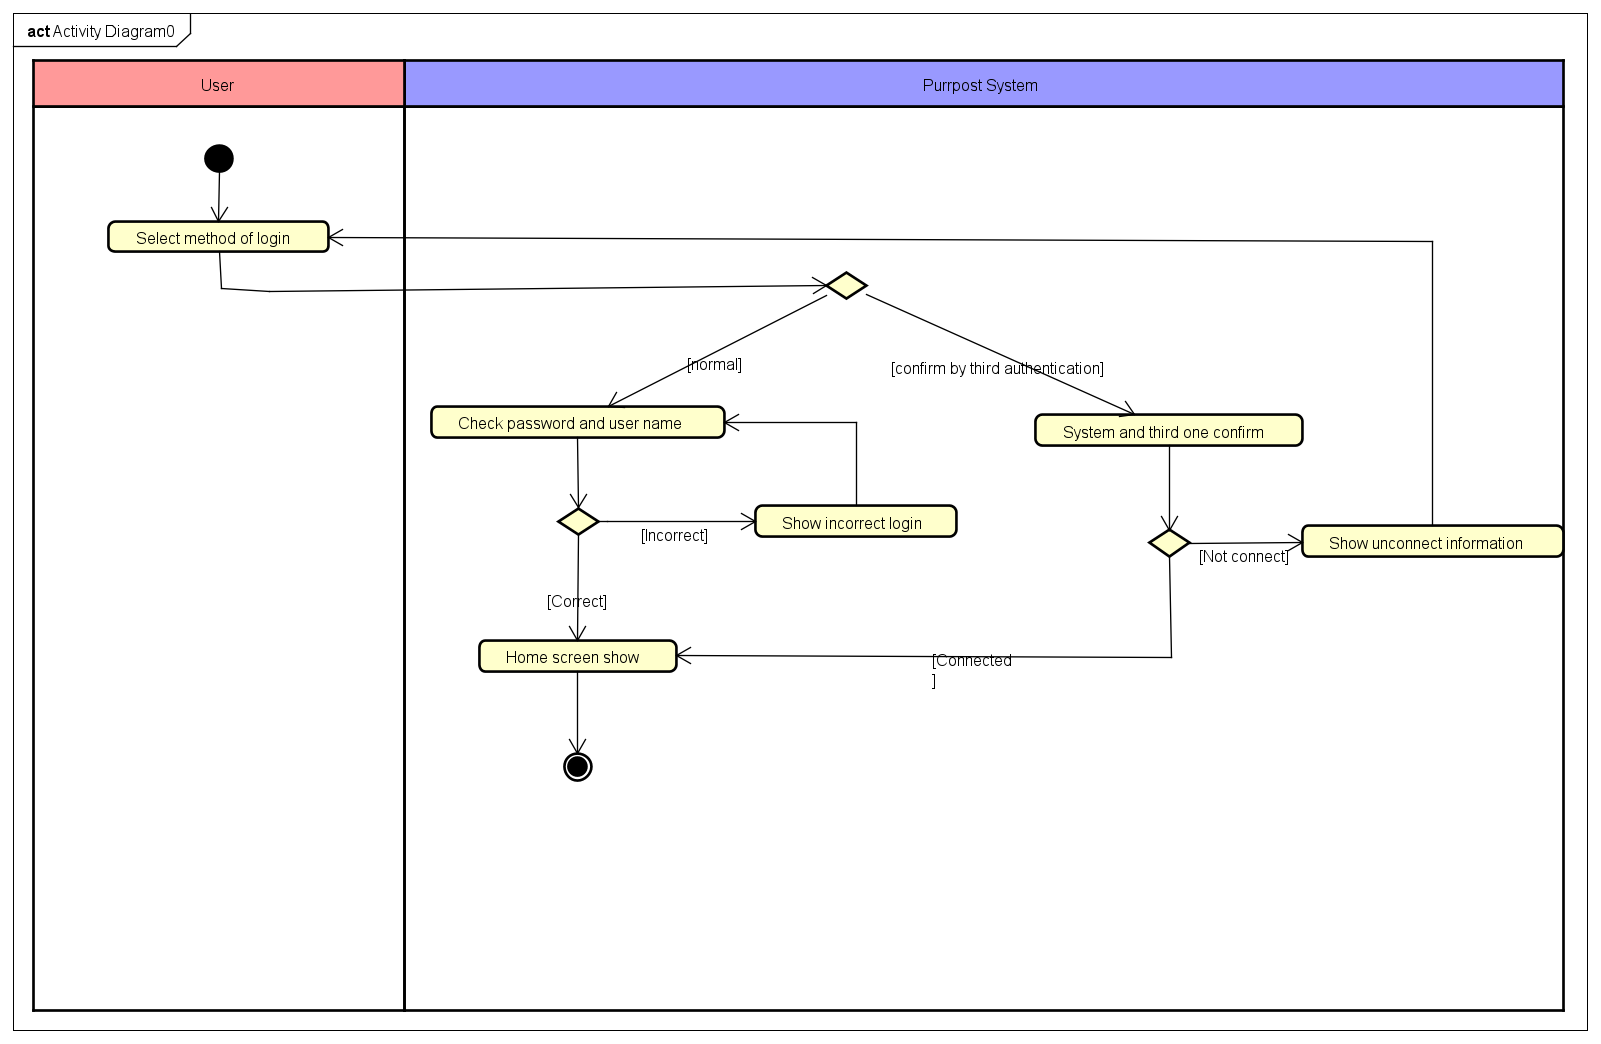 act Activity Diagram0
User
Purrpost System
Select method of login
[normal]
[confirm by third authentication]
Check password and user name
System and third one confirm
Show incorrect login
[Incorrect]
Show unconnect information
[Not connect]
[Correct]
Home screen show
[Connected
]